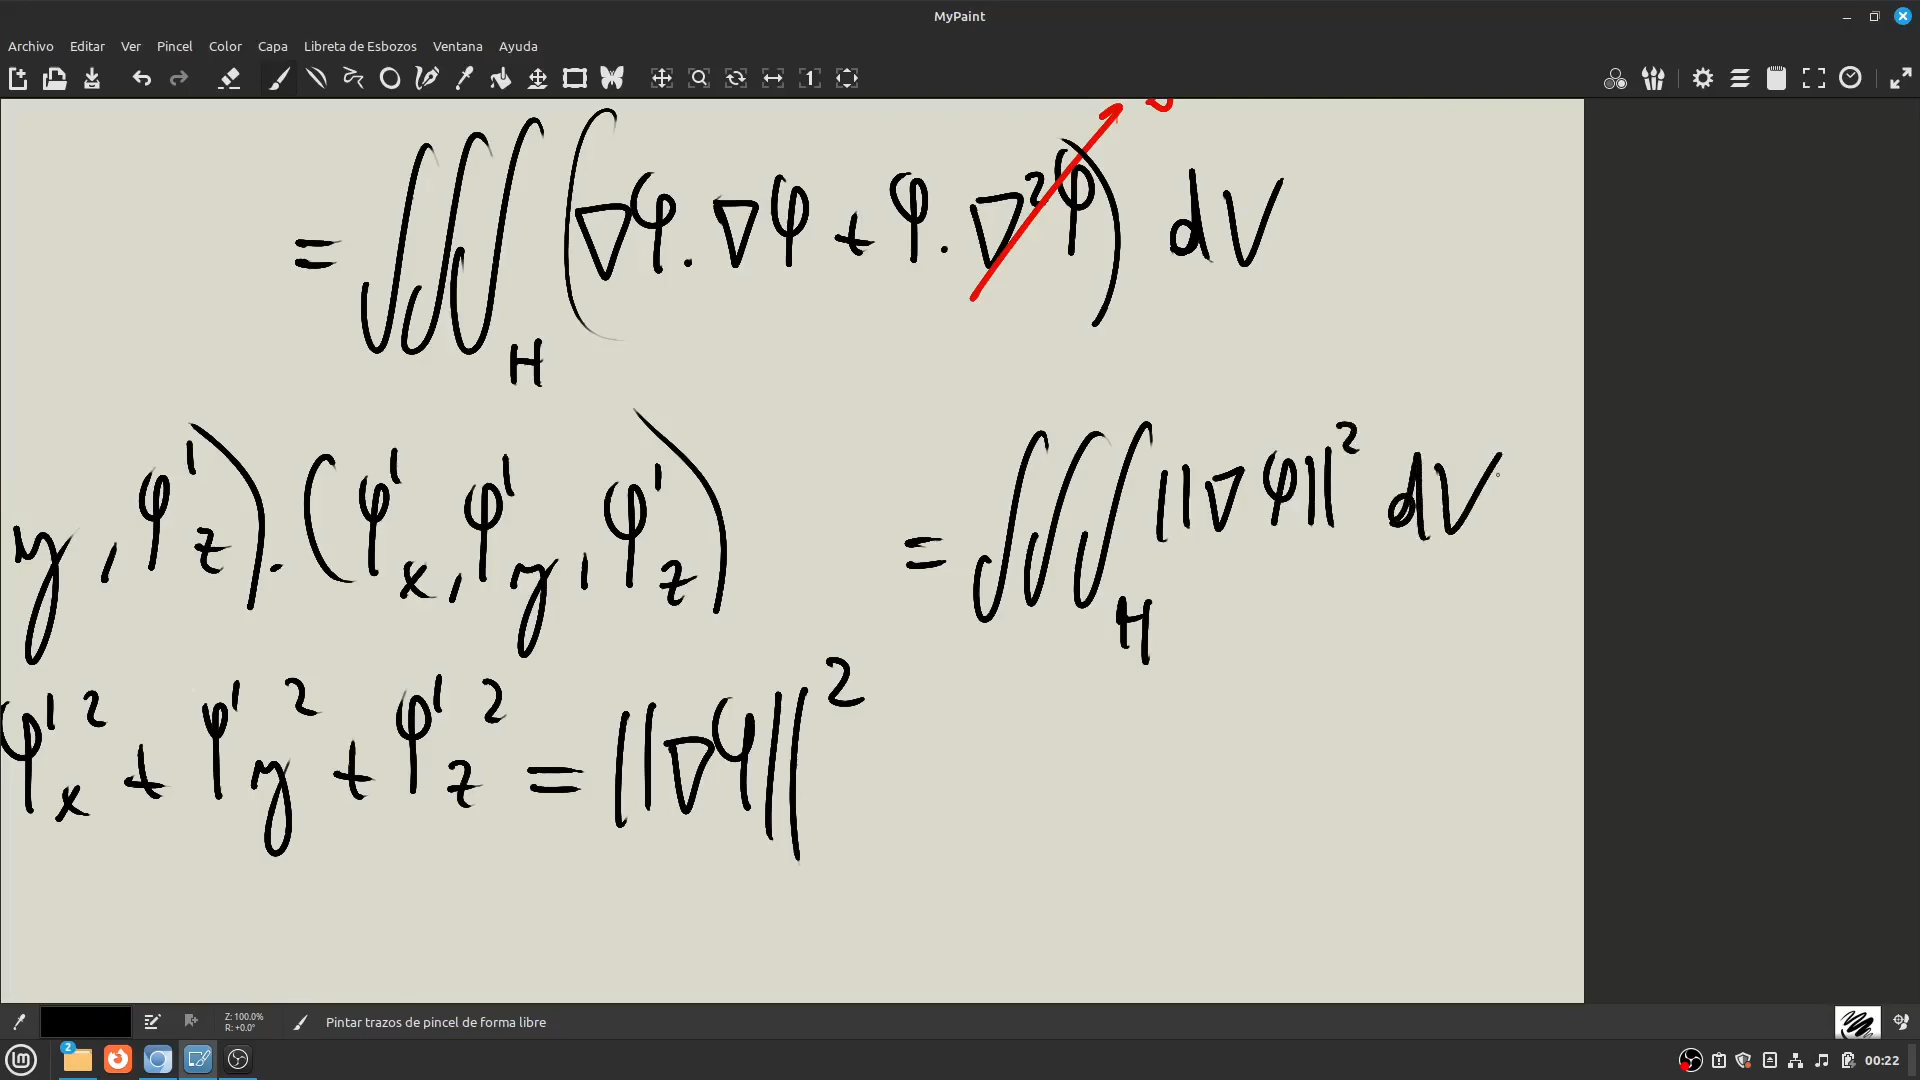 MyPaint
Archivo Editar Ver Pincel Color Capa Libreta de Esbozos Ventana Ayuda
= ∭_H (∇φ . ∇φ + φ . ∇²φ) dV
y , φ'z) . (φ'x , φ'y , φ'z)
= ∭_H ||∇φ||² dV
φ'x² + φ'y² + φ'z² = ||∇φ||²
Z: 100.0%
R: +0.0°
Pintar trazos de pincel de forma libre
2
00:22